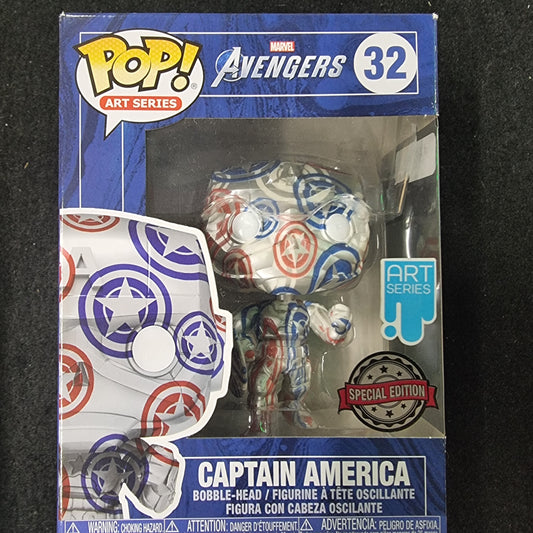 POP!
ART SERIES
MARVEL
AVENGERS
32
ART
SERIES
SPECIAL EDITION
CAPTAIN AMERICA
BOBBLE-HEAD / FIGURINE À TÊTE OSCILLANTE
FIGURA CON CABEZA OSCILANTE
WARNING: CHOKING HAZARD.
ATTENTION: DANGER D'ÉTOUFFEMENT.
ADVERTENCIA: PELIGRO DE ASFIXIA.